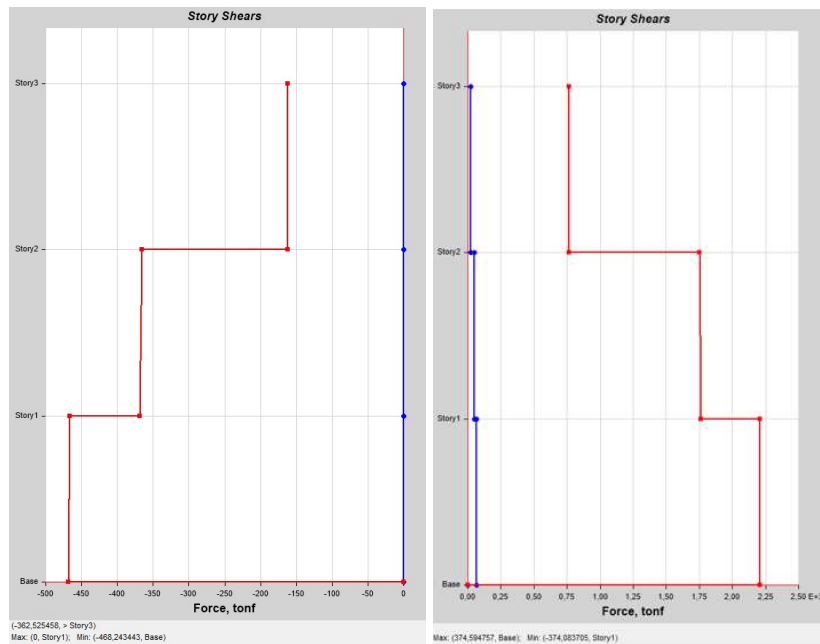 Story Shears
Story3
Story2
Story1
Base
-500 -450 -400 -350 -300 -250 -200 -150 -100 -50 0
Force, tonf
(-362,525458, > Story3)
Max: (0, Story1); Min: (-468,243443, Base)
Story Shears
Story3
Story2
Story1
Base
0,00 0,25 0,50 0,75 1,00 1,25 1,50 1,75 2,00 2,25 2,50 E+3
Force, tonf
Max: (374,594757, Base); Min: (-374,083705, Story1)